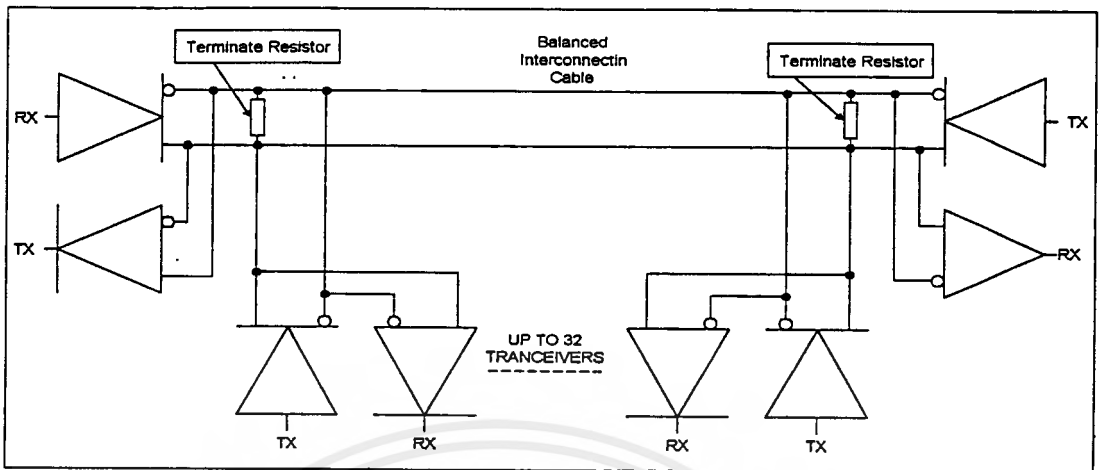 Terminate Resistor
Balanced
Interconnectin
Cable
Terminate Resistor
RX
TX
TX
RX
UP TO 32
TRANCEIVERS
TX
RX
RX
TX